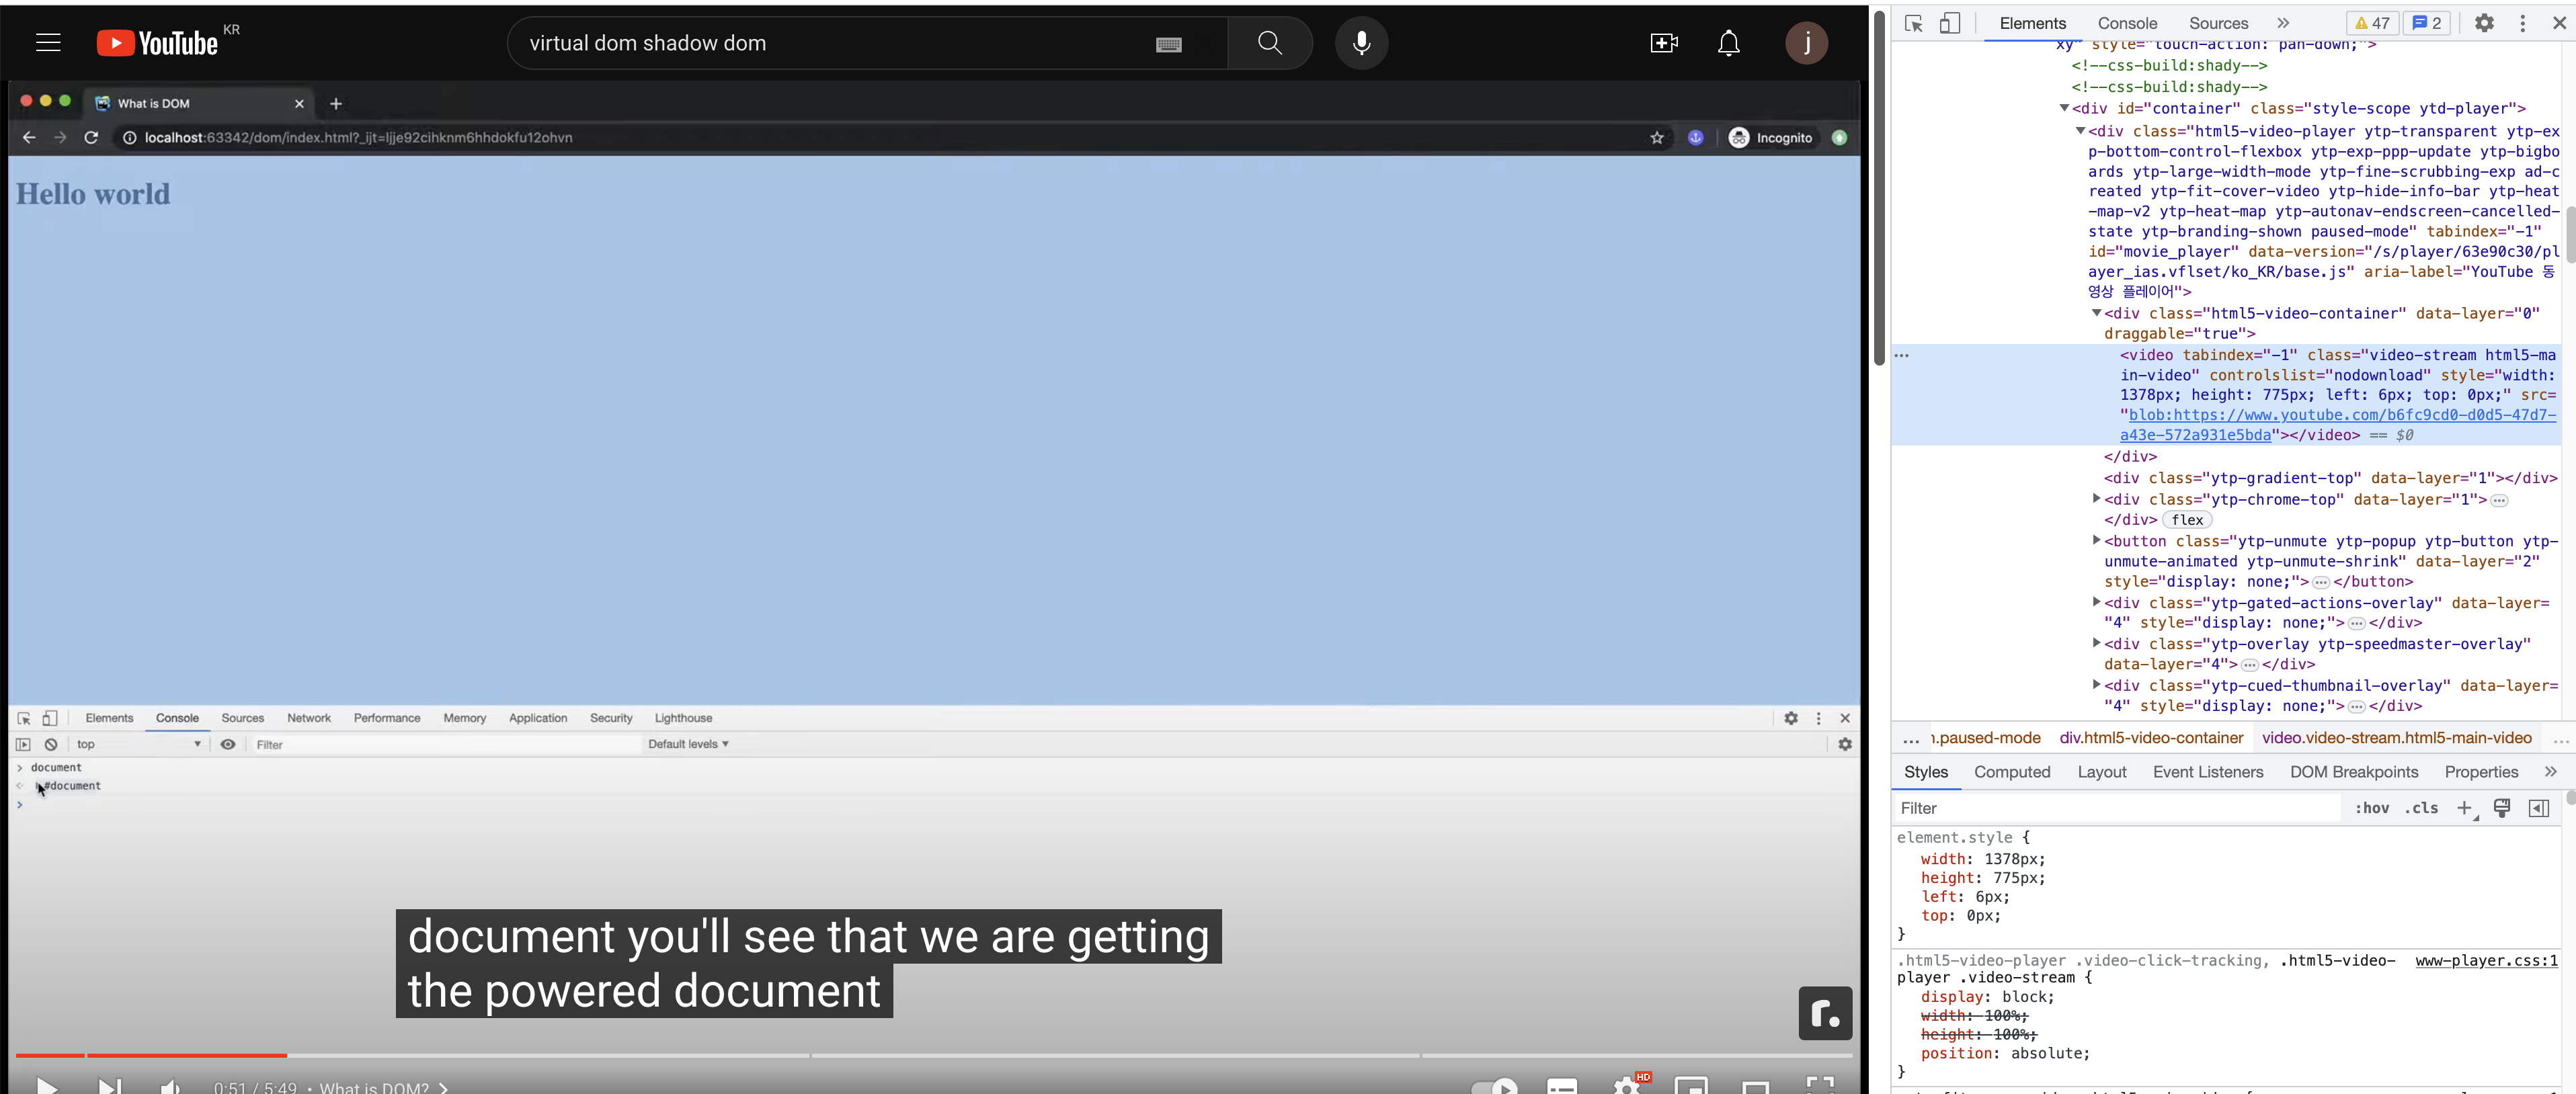 YouTube KR
virtual dom shadow dom
j
What is DOM
localhost:63342/dom/index.html?_ijt=ljje92cihknm6hhdokfu12ohvn
Incognito
Hello world
Elements Console Sources Network Performance Memory Application Security Lighthouse
top Filter Default levels ▼
> document
#document
>
document you'll see that we are getting
the powered document
r.
0:51 / 5:49 • What is DOM? >
HD
Elements Console Sources » 47 2
xy" style="touch-action: pan-down;">
<!--css-build:shady-->
<!--css-build:shady-->
▼<div id="container" class="style-scope ytd-player">
▼<div class="html5-video-player ytp-transparent ytp-ex
p-bottom-control-flexbox ytp-exp-ppp-update ytp-bigbo
ards ytp-large-width-mode ytp-fine-scrubbing-exp ad-c
reated ytp-fit-cover-video ytp-hide-info-bar ytp-heat
-map-v2 ytp-heat-map ytp-autonav-endscreen-cancelled-
state ytp-branding-shown paused-mode" tabindex="-1"
id="movie_player" data-version="/s/player/63e90c30/pl
ayer_ias.vflset/ko_KR/base.js" aria-label="YouTube 동
영상 플레이어">
▼<div class="html5-video-container" data-layer="0"
draggable="true">
… <video tabindex="-1" class="video-stream html5-ma
in-video" controlslist="nodownload" style="width:
1378px; height: 775px; left: 6px; top: 0px;" src=
"blob:https://www.youtube.com/b6fc9cd0-d0d5-47d7-
a43e-572a931e5bda"></video> == $0
</div>
<div class="ytp-gradient-top" data-layer="1"></div>
▶<div class="ytp-chrome-top" data-layer="1">…
</div> flex
▶<button class="ytp-unmute ytp-popup ytp-button ytp-
unmute-animated ytp-unmute-shrink" data-layer="2"
style="display: none;">…</button>
▶<div class="ytp-gated-actions-overlay" data-layer=
"4" style="display: none;">…</div>
▶<div class="ytp-overlay ytp-speedmaster-overlay"
data-layer="4">…</div>
▶<div class="ytp-cued-thumbnail-overlay" data-layer=
"4" style="display: none;">…</div>
… .paused-mode div.html5-video-container video.video-stream.html5-main-video …
Styles Computed Layout Event Listeners DOM Breakpoints Properties »
Filter :hov .cls +
element.style {
width: 1378px;
height: 775px;
left: 6px;
top: 0px;
}
.html5-video-player .video-click-tracking, .html5-video- www-player.css:1
player .video-stream {
display: block;
width: 100%;
height: 100%;
position: absolute;
}